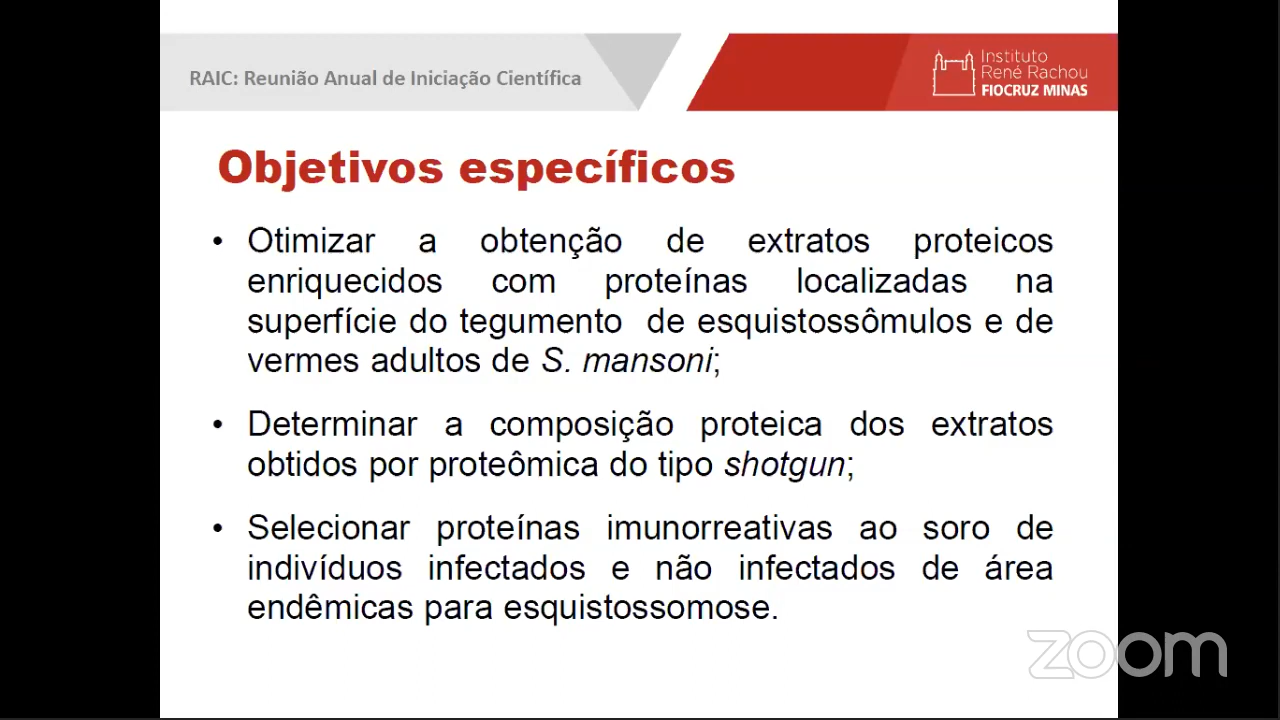 RAIC: Reunião Anual de Iniciação Científica
Instituto
René Rachou
FIOCRUZ MINAS
Objetivos específicos
• Otimizar a obtenção de extratos proteicos
enriquecidos com proteínas localizadas na
superfície do tegumento de esquistossômulos e de
vermes adultos de S. mansoni;
• Determinar a composição proteica dos extratos
obtidos por proteômica do tipo shotgun;
• Selecionar proteínas imunorreativas ao soro de
indivíduos infectados e não infectados de área
endêmicas para esquistossomose.
zoom